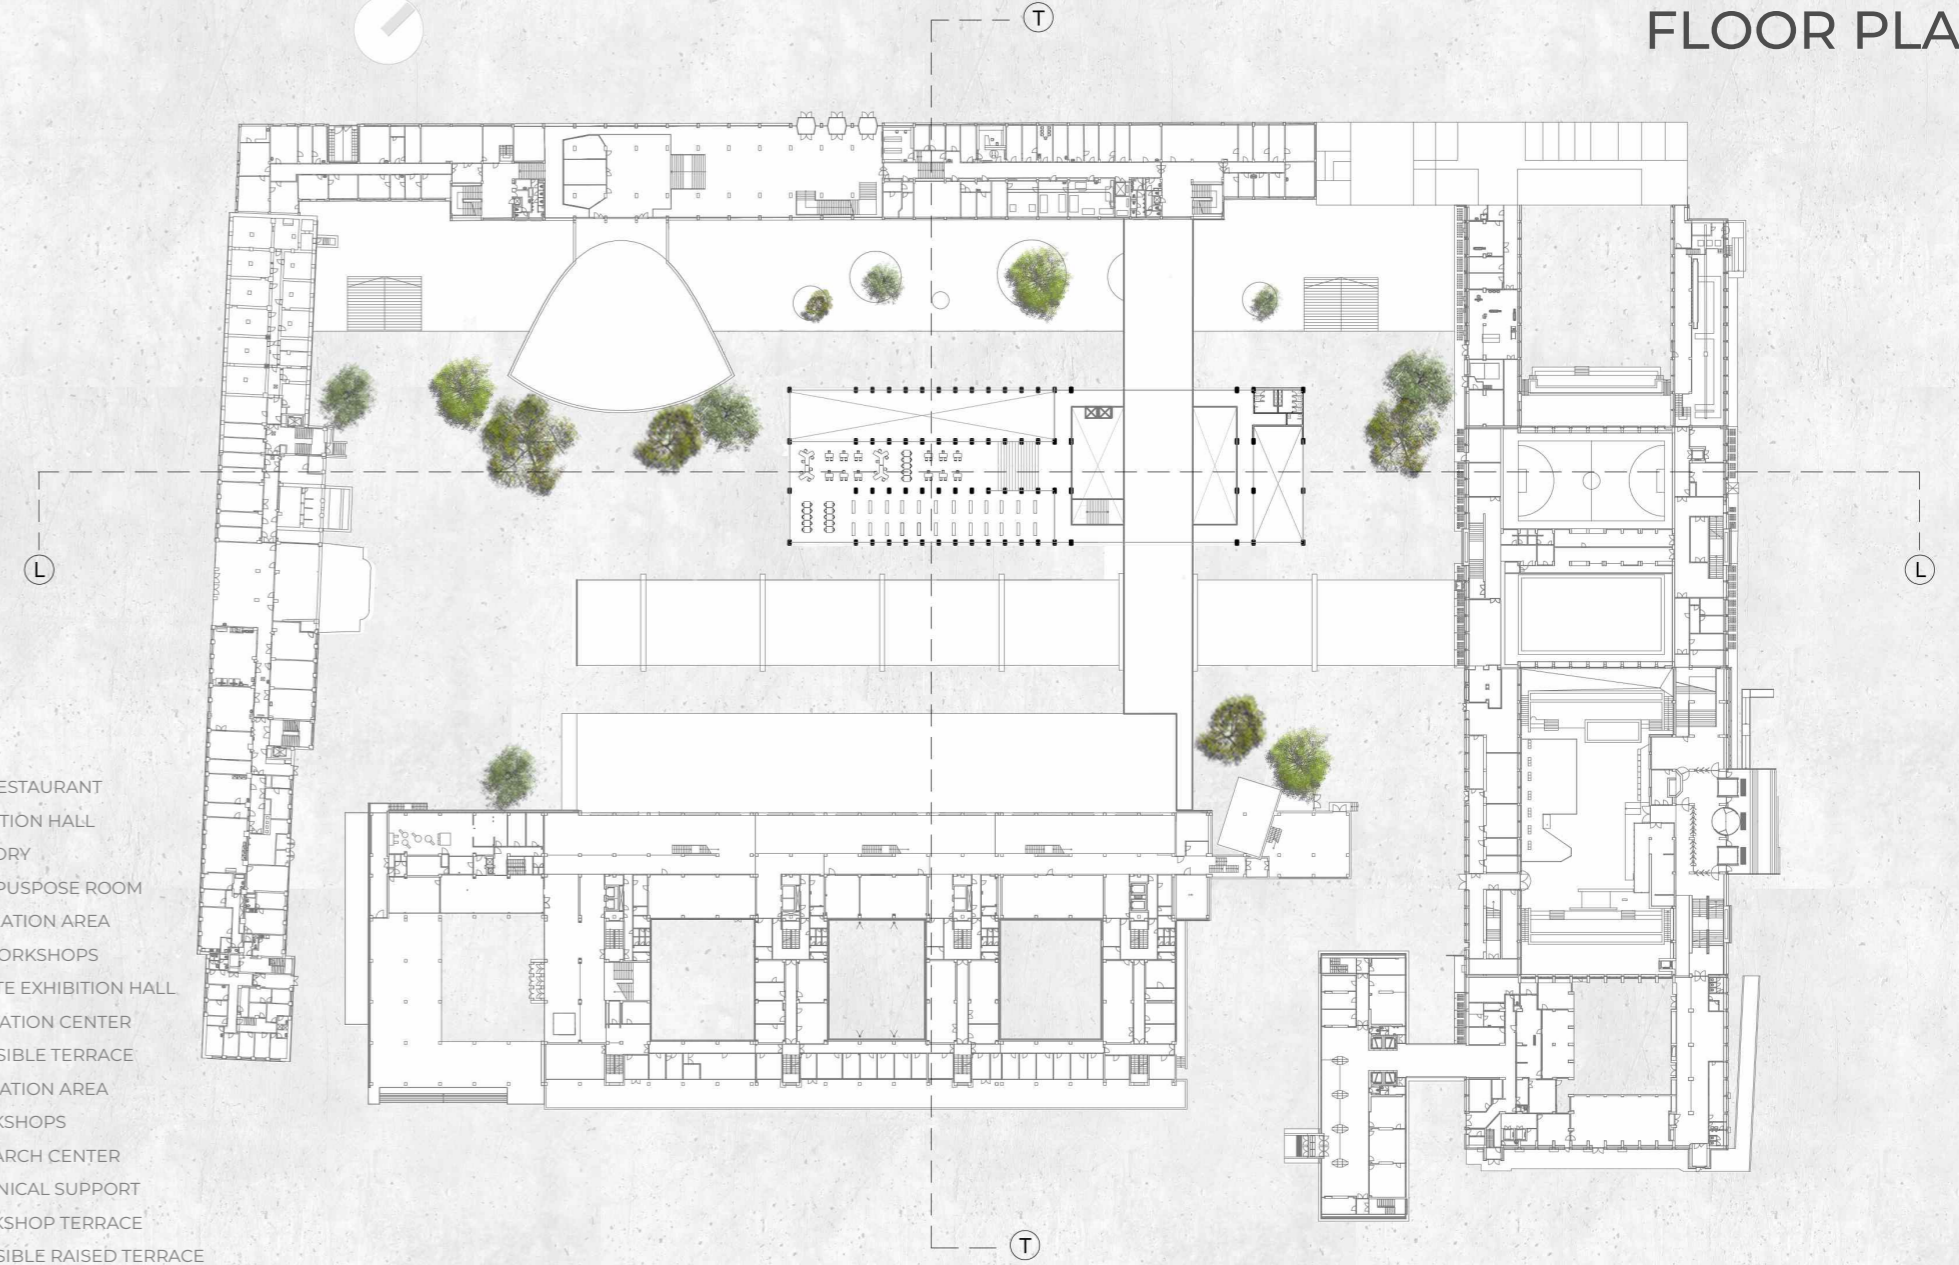 T
FLOOR PLA
L
L
ESTAURANT
TION HALL
ORY
PUSPOSE ROOM
ATION AREA
ORKSHOPS
TE EXHIBITION HALL
ATION CENTER
SIBLE TERRACE
ATION AREA
KSHOPS
ARCH CENTER
NICAL SUPPORT
KSHOP TERRACE
SIBLE RAISED TERRACE
T